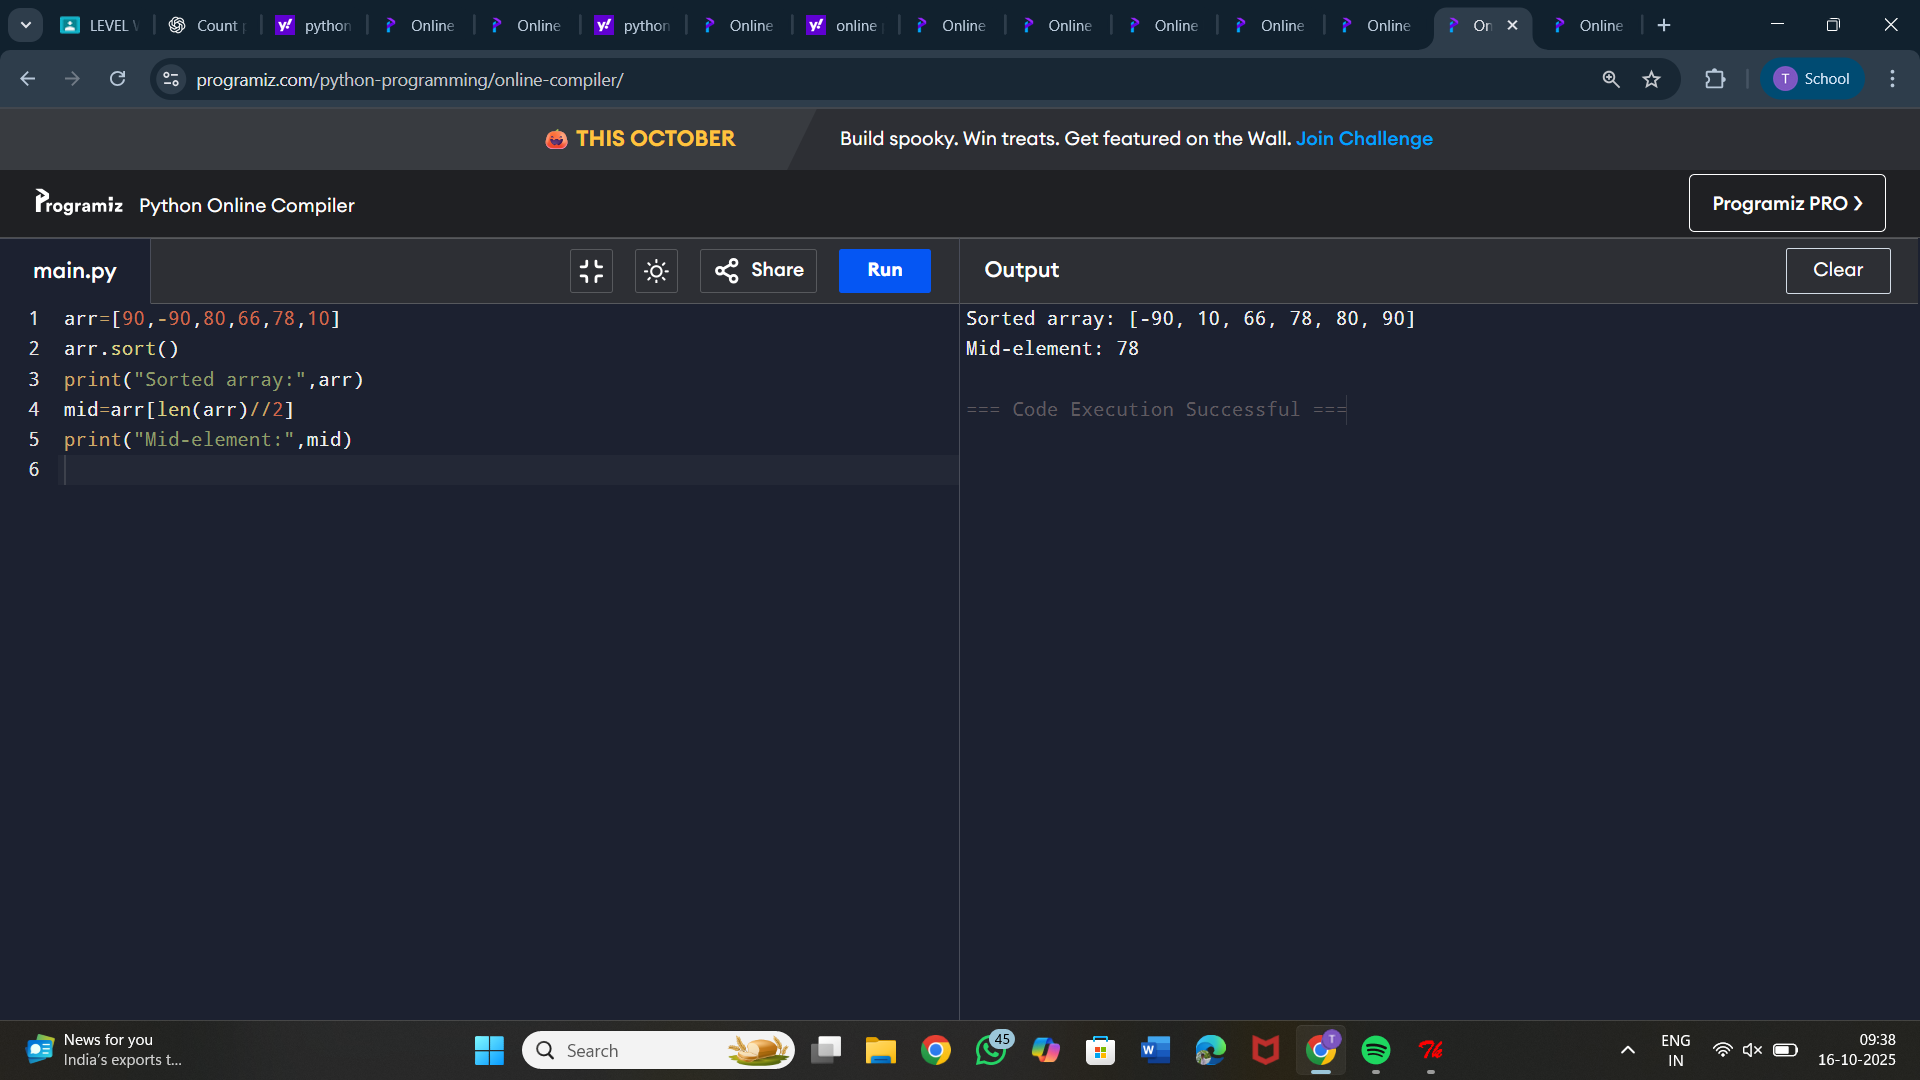 LEVEL
Count
python
Online
Online
python
Online
online
Online
Online
Online
Online
Online
On
Online
programiz.com/python-programming/online-compiler/
T
School
THIS OCTOBER
Build spooky. Win treats. Get featured on the Wall. Join Challenge
Programiz
Python Online Compiler
Programiz PRO
main.py
Share
Run
Output
Clear
1 arr=[90,-90,80,66,78,10]
2 arr.sort()
3 print("Sorted array:",arr)
4 mid=arr[len(arr)//2]
5 print("Mid-element:",mid)
6
Sorted array: [-90, 10, 66, 78, 80, 90]
Mid-element: 78
=== Code Execution Successful ===
News for you
India's exports t...
Search
45
T
ENG
IN
09:38
16-10-2025